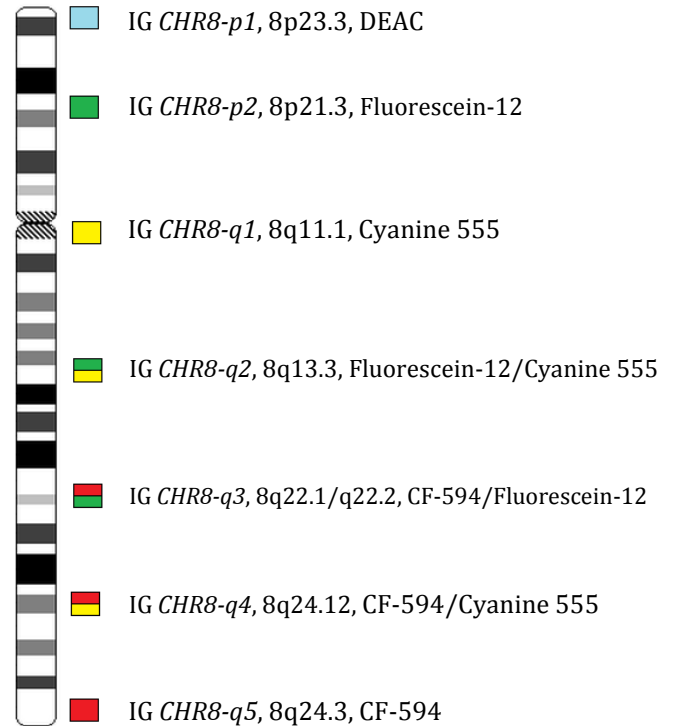 IG CHR8-p1, 8p23.3, DEAC
IG CHR8-p2, 8p21.3, Fluorescein-12
IG CHR8-q1, 8q11.1, Cyanine 555
IG CHR8-q2, 8q13.3, Fluorescein-12/Cyanine 555
IG CHR8-q3, 8q22.1/q22.2, CF-594/Fluorescein-12
IG CHR8-q4, 8q24.12, CF-594/Cyanine 555
IG CHR8-q5, 8q24.3, CF-594